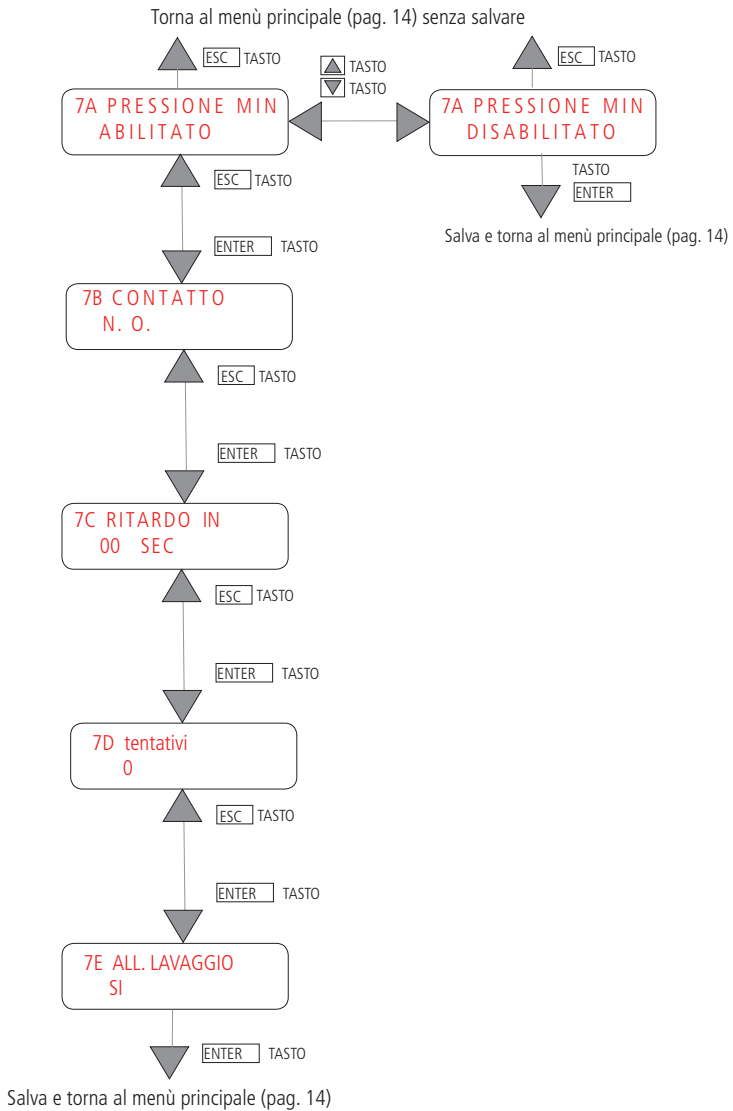 Torna al menù principale (pag. 14) senza salvare
ESC TASTO
ESC TASTO
TASTO
TASTO
7A PRESSIONE MIN
ABILITATO
7A PRESSIONE MIN
DISABILITATO
TASTO
ENTER
Salva e torna al menù principale (pag. 14)
ESC TASTO
ENTER TASTO
7B CONTATTO
N. O.
ESC TASTO
ENTER TASTO
7C RITARDO IN
00 SEC
ESC TASTO
ENTER TASTO
7D tentativi
0
ESC TASTO
ENTER TASTO
7E ALL. LAVAGGIO
SI
ENTER TASTO
Salva e torna al menù principale (pag. 14)